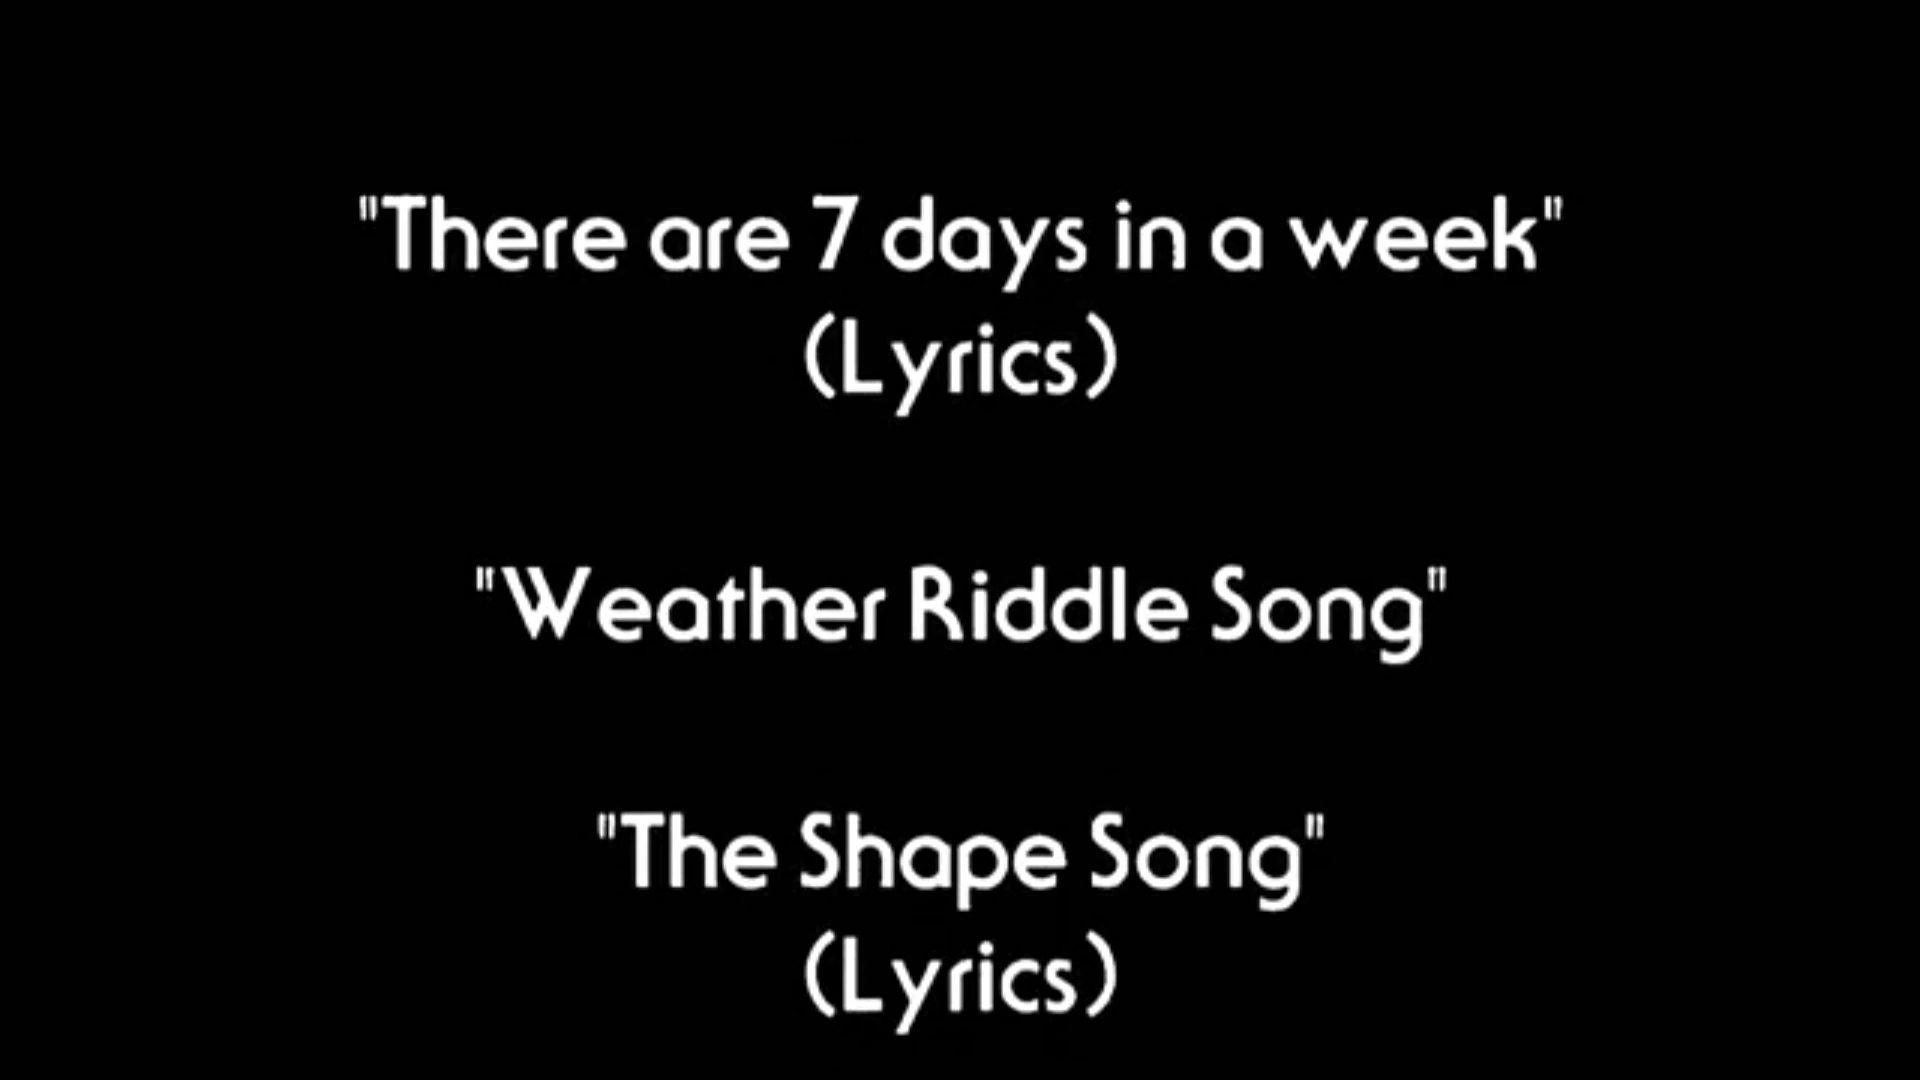 "There are 7 days in a week"
(Lyrics)
"Weather Riddle Song"
"The Shape Song"
(Lyrics)